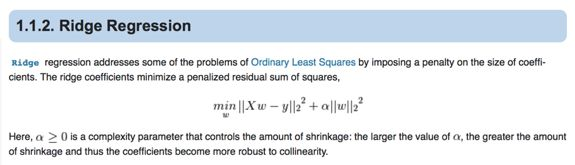 1.1.2. Ridge Regression
Ridge regression addresses some of the problems of Ordinary Least Squares by imposing a penalty on the size of coeffi-
cients. The ridge coefficients minimize a penalized residual sum of squares,
min ||Xw − y||₂² + α||w||₂²
w
Here, α ≥ 0 is a complexity parameter that controls the amount of shrinkage: the larger the value of α, the greater the amount
of shrinkage and thus the coefficients become more robust to collinearity.